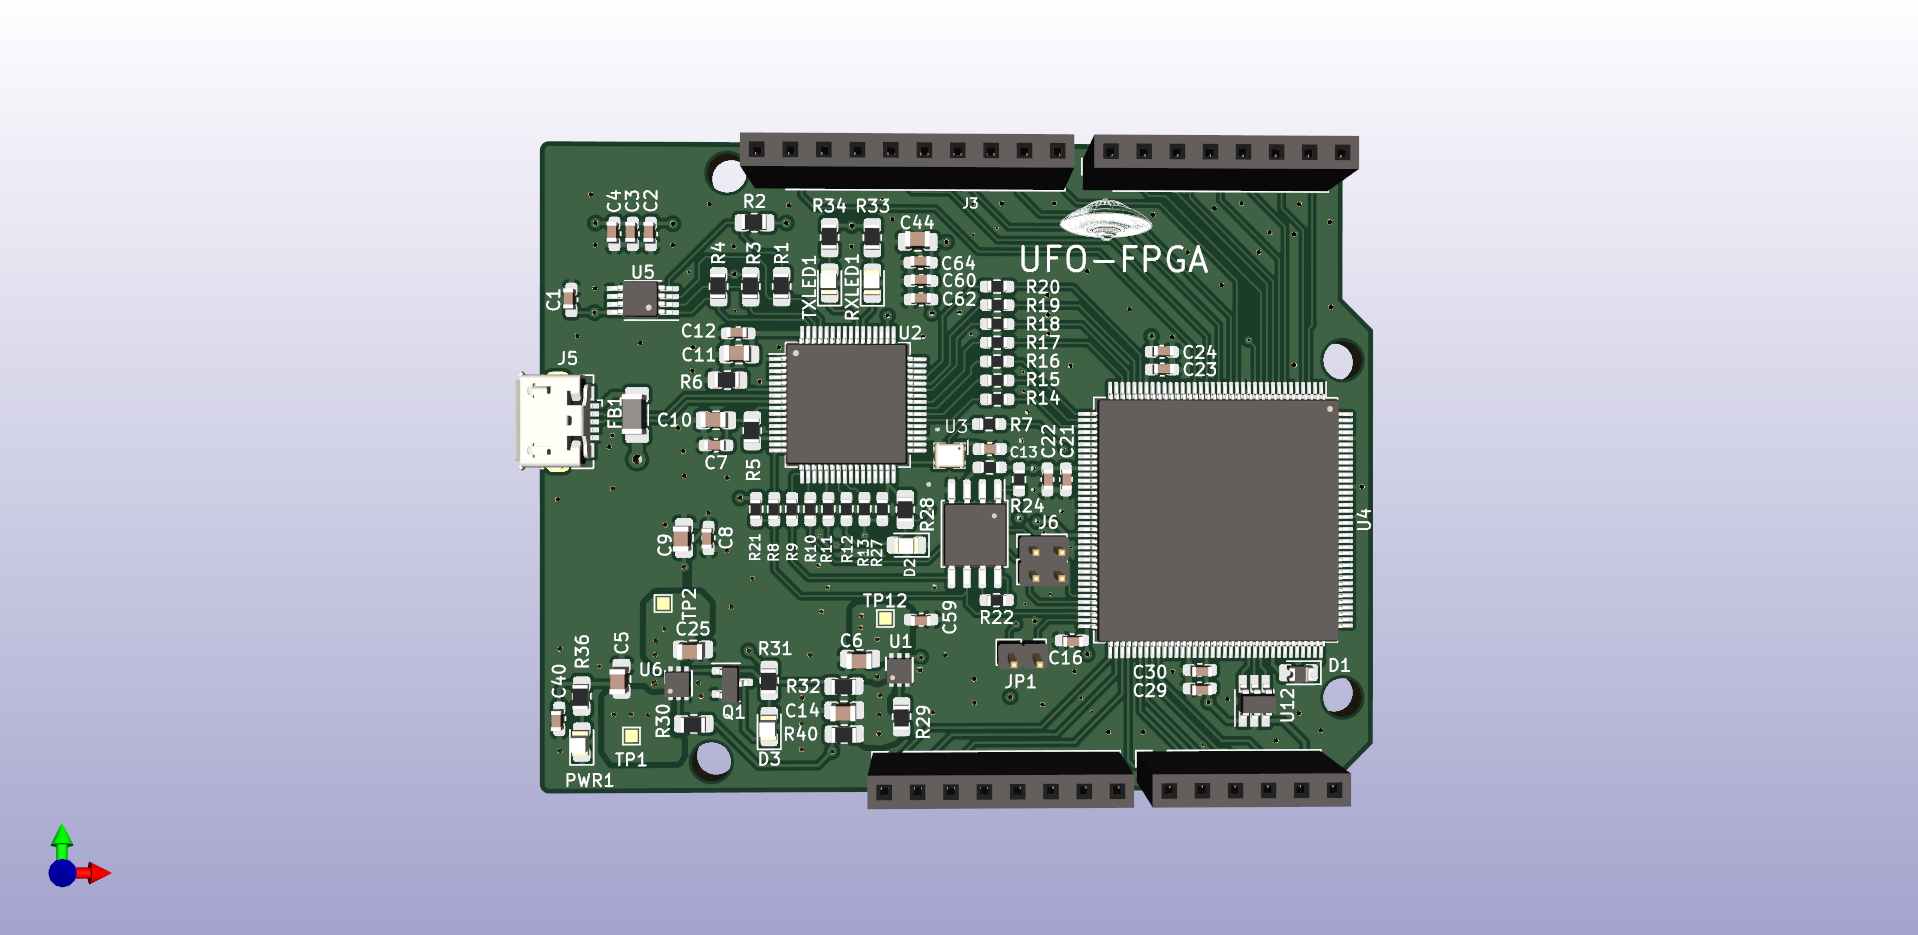 C4
C3
C2
R2
R34
R33
J3
C44
UFO-FPGA
R4
R3
R1
TXLED1
RXLED1
C64
C60
C62
U5
C1
R20
R19
R18
R17
R16
R15
R14
C12
C11
R6
U2
C24
C23
J5
FB1
C10
C7
R5
U3
R7
C13
C22
C21
R24
J6
U4
C9
C8
R21
R8
R9
R10
R11
R12
R13
R27
R28
D2
TP2
TP12
C59
R22
C25
C6
U1
R31
R36
C5
U6
C40
R32
C14
R40
R30
Q1
R29
D3
TP1
PWR1
JP1
C16
C30
C29
U12
D1